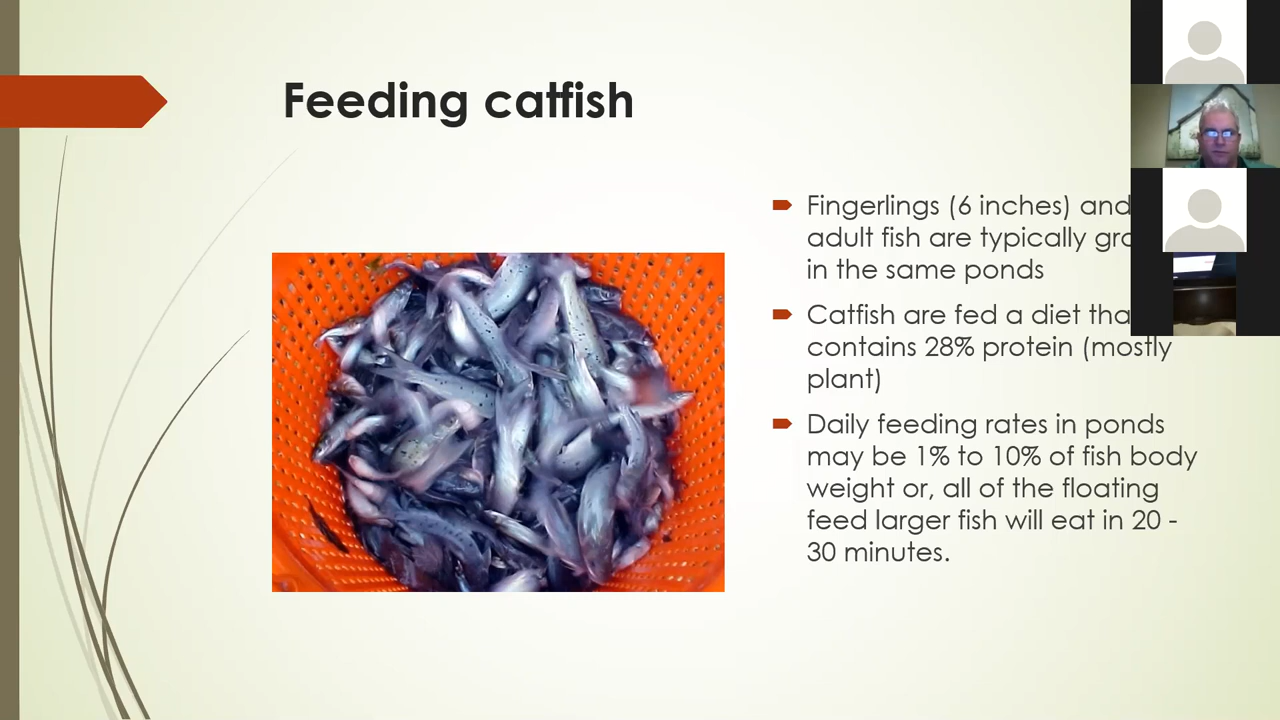 Feeding catfish
Fingerlings (6 inches) and
adult fish are typically
in the same ponds
Catfish are fed a diet
contains 28% protein (mostly
plant)
Daily feeding rates in ponds
may be 1% to 10% of fish body
weight or, all of the floating
feed larger fish will eat in 20 -
30 minutes.